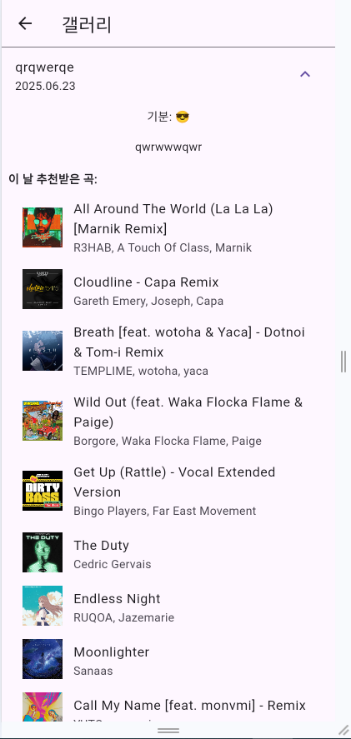 갤러리
qrqwerqe
2025.06.23
기분: 😎
qwrwwwqwr
이 날 추천받은 곡:
All Around The World (La La La)
[Marnik Remix]
R3HAB, A Touch Of Class, Marnik
Cloudline - Capa Remix
Gareth Emery, Joseph, Capa
Breath [feat. wotoha & Yaca] - Dotnoi
& Tom-i Remix
TEMPLIME, wotoha, yaca
Wild Out (feat. Waka Flocka Flame &
Paige)
Borgore, Waka Flocka Flame, Paige
DIRTY
BASS
Get Up (Rattle) - Vocal Extended
Version
Bingo Players, Far East Movement
THE DUTY
The Duty
Cedric Gervais
Endless Night
RUQOA, Jazemarie
Moonlighter
Sanaas
Call My Name [feat. monvmi] - Remix